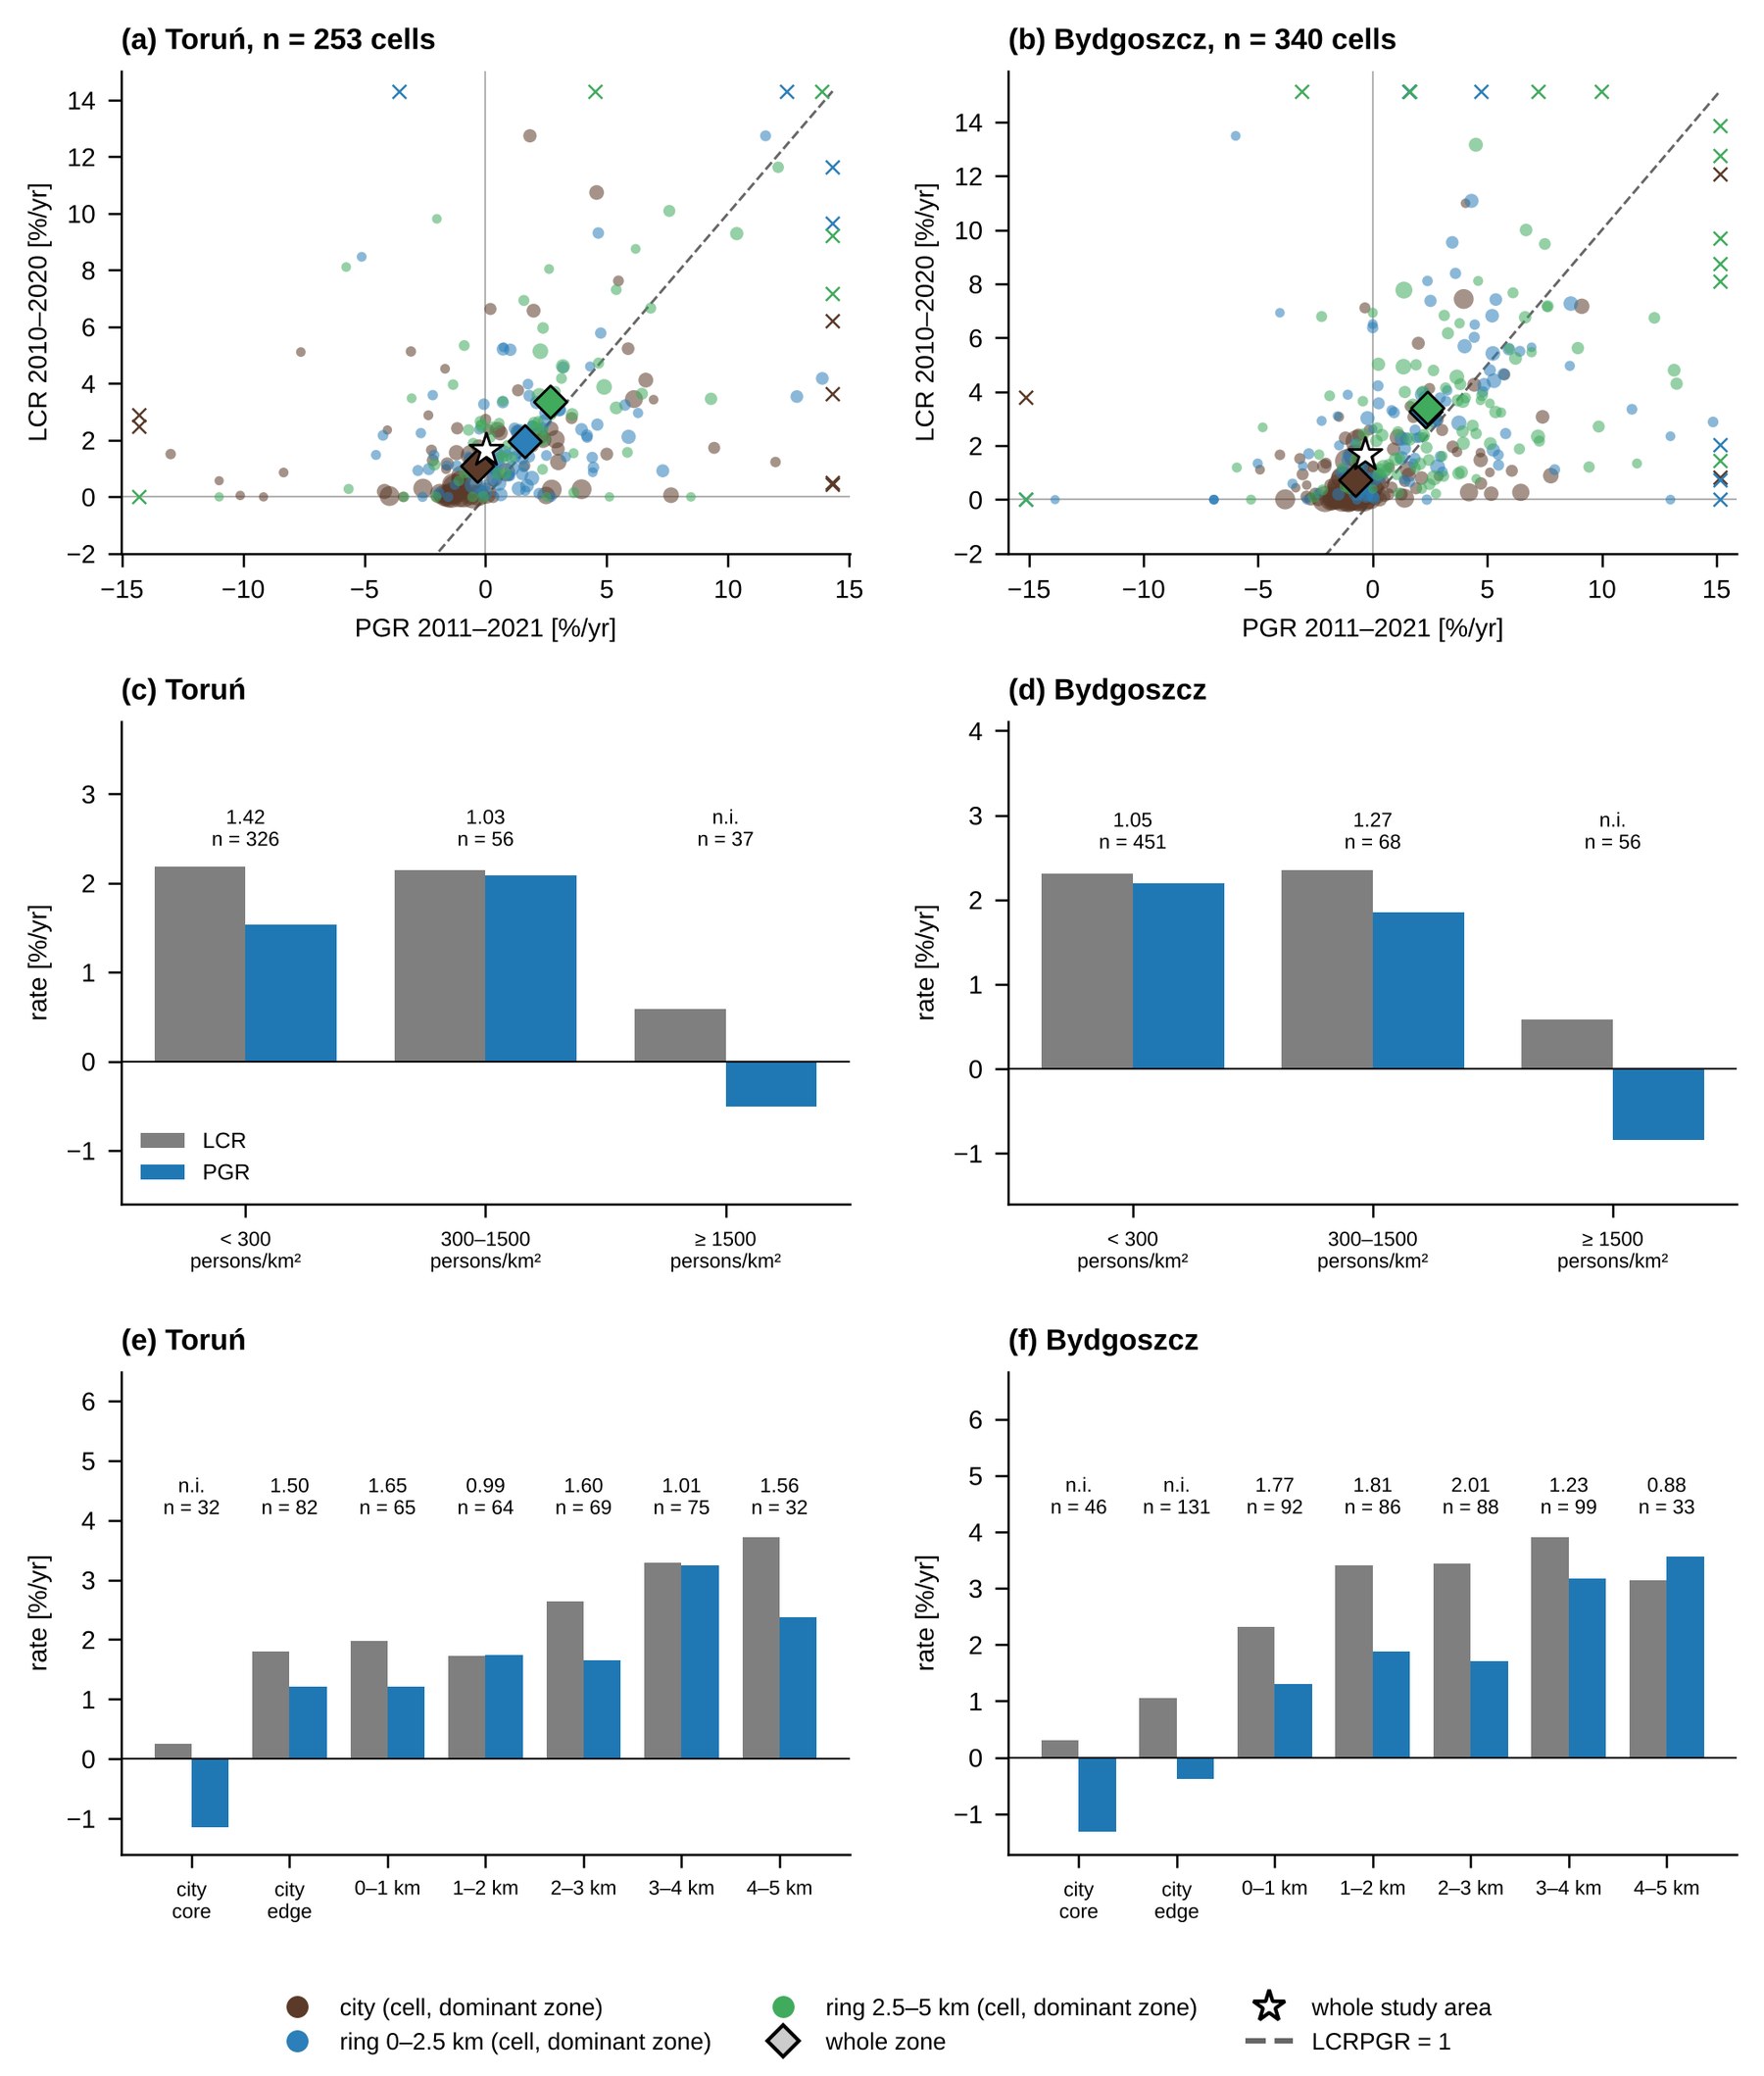 (a) Toruń, n = 253 cells
LCR 2010–2020 [%/yr]
14
12
10
8
6
4
2
0
−2
−15
−10
−5
0
5
10
15
PGR 2011–2021 [%/yr]
(b) Bydgoszcz, n = 340 cells
LCR 2010–2020 [%/yr]
14
12
10
8
6
4
2
0
−2
−15
−10
−5
0
5
10
15
PGR 2011–2021 [%/yr]
(c) Toruń
rate [%/yr]
3
2
1
0
−1
1.42
n = 326
1.03
n = 56
n.i.
n = 37
LCR
PGR
< 300
persons/km²
300–1500
persons/km²
≥ 1500
persons/km²
(d) Bydgoszcz
rate [%/yr]
4
3
2
1
0
−1
1.05
n = 451
1.27
n = 68
n.i.
n = 56
< 300
persons/km²
300–1500
persons/km²
≥ 1500
persons/km²
(e) Toruń
rate [%/yr]
6
5
4
3
2
1
0
−1
n.i.
n = 32
1.50
n = 82
1.65
n = 65
0.99
n = 64
1.60
n = 69
1.01
n = 75
1.56
n = 32
city
core
city
edge
0–1 km
1–2 km
2–3 km
3–4 km
4–5 km
(f) Bydgoszcz
rate [%/yr]
6
5
4
3
2
1
0
−1
n.i.
n = 46
n.i.
n = 131
1.77
n = 92
1.81
n = 86
2.01
n = 88
1.23
n = 99
0.88
n = 33
city
core
city
edge
0–1 km
1–2 km
2–3 km
3–4 km
4–5 km
city (cell, dominant zone)
ring 0–2.5 km (cell, dominant zone)
ring 2.5–5 km (cell, dominant zone)
whole zone
whole study area
LCRPGR = 1